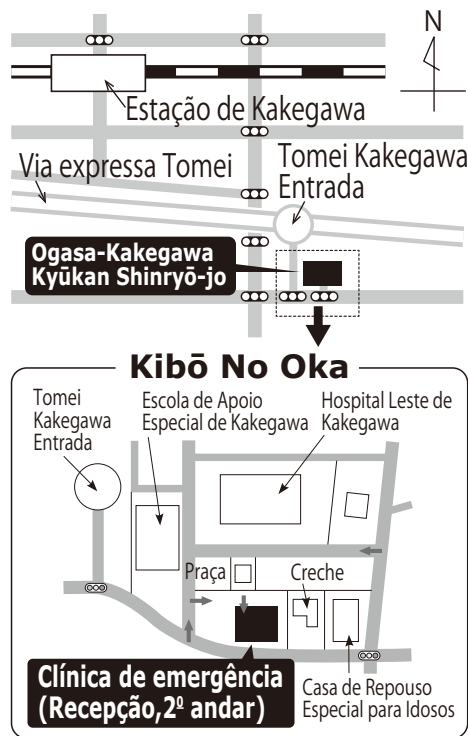 N
Estação de Kakegawa
Via expressa Tomei
Tomei Kakegawa
Entrada
Ogasa-Kakegawa
Kyūkan Shinryō-jo
Kibō No Oka
Tomei
Kakegawa
Entrada
Escola de Apoio
Especial de Kakegawa
Hospital Leste de
Kakegawa
Praça
Creche
Clínica de emergência
(Recepção,2º andar)
Casa de Repouso
Especial para Idosos